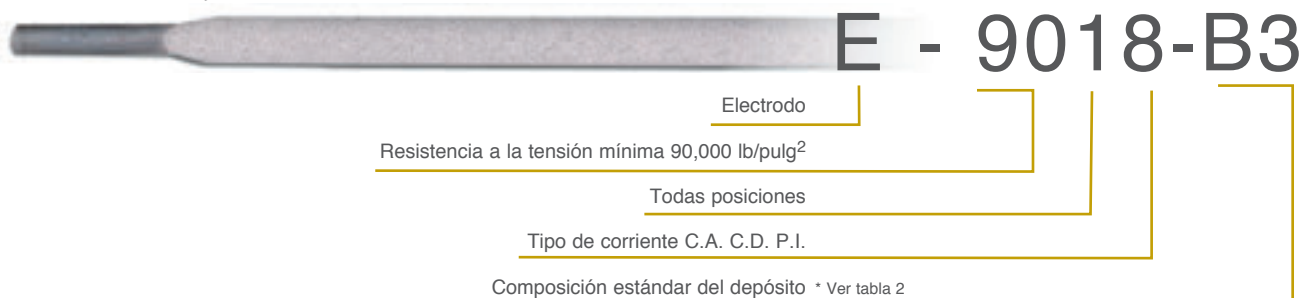 E - 9018-B3
Electrodo
Resistencia a la tensión mínima 90,000 lb/pulg²
Todas posiciones
Tipo de corriente C.A. C.D. P.I.
Composición estándar del depósito * Ver tabla 2